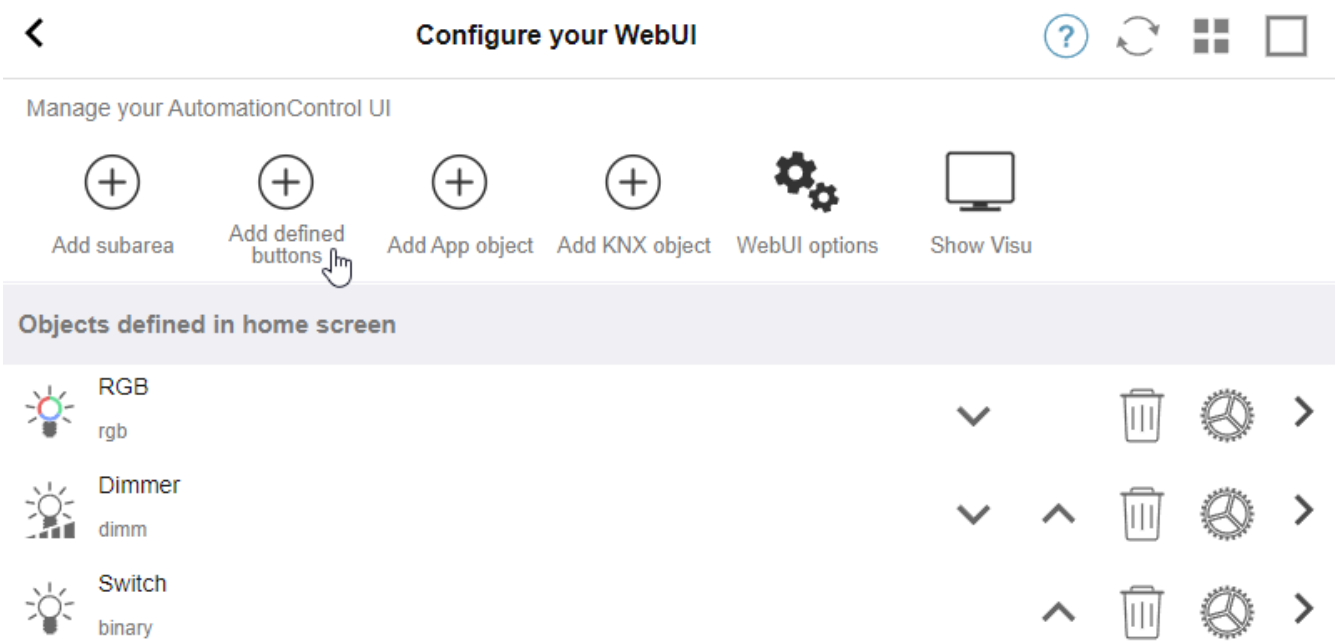 Configure your WebUI
?
Manage your AutomationControl UI
Add subarea
Add defined
buttons
Add App object
Add KNX object
WebUI options
Show Visu
Objects defined in home screen
RGB
rgb
Dimmer
dimm
Switch
binary